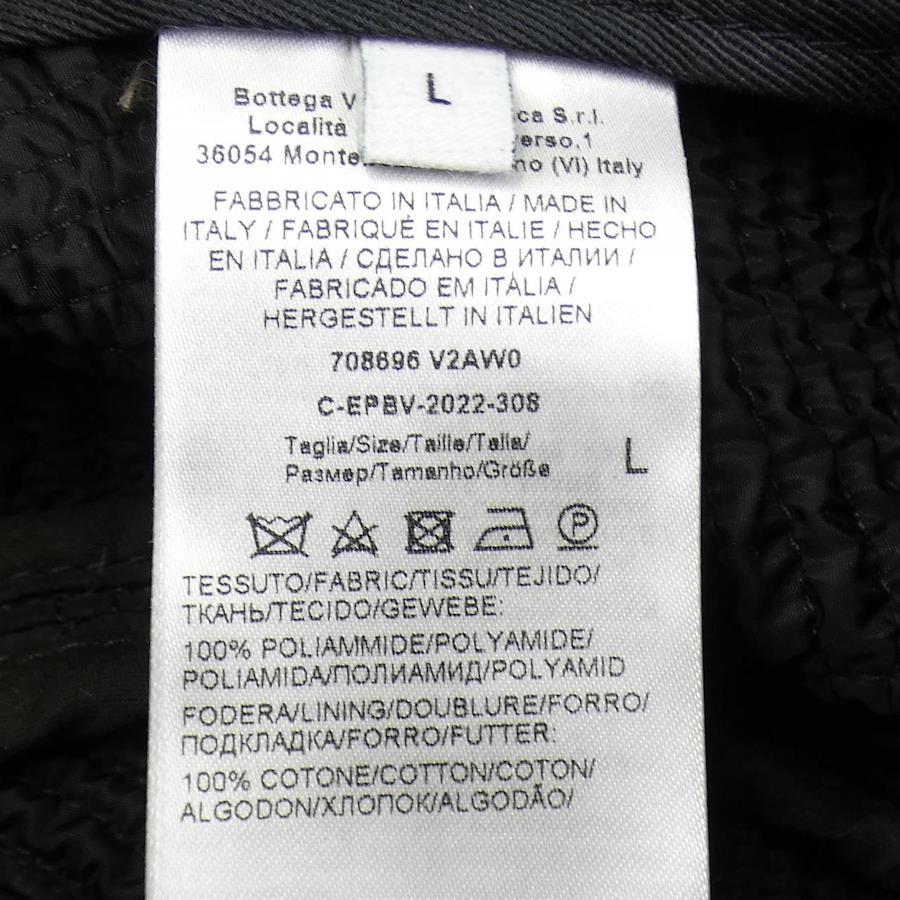 L
Bottega V ca S.r.l.
Località erso,1
36054 Monte no (VI) Italy
FABBRICATO IN ITALIA / MADE IN
ITALY / FABRIQUÉ EN ITALIE / HECHO
EN ITALIA / СДЕЛАНО В ИТАЛИИ /
FABRICADO EM ITÁLIA /
HERGESTELLT IN ITALIEN
708696 V2AW0
C-EPBV-2022-308
Taglia/Size/Taille/Talla/
Размер/Tamanho/Größe L
P
TESSUTO/FABRIC/TISSU/TEJIDO/
ТКАНЬ/TECIDO/GEWEBE:
100% POLIAMMIDE/POLYAMIDE/
POLIAMIDA/ПОЛИАМИД/POLYAMID
FODERA/LINING/DOUBLURE/FORRO/
ПОДКЛАДКА/FORRO/FUTTER:
100% COTONE/COTTON/COTON/
ALGODON/ХЛОПОК/ALGODÃO/